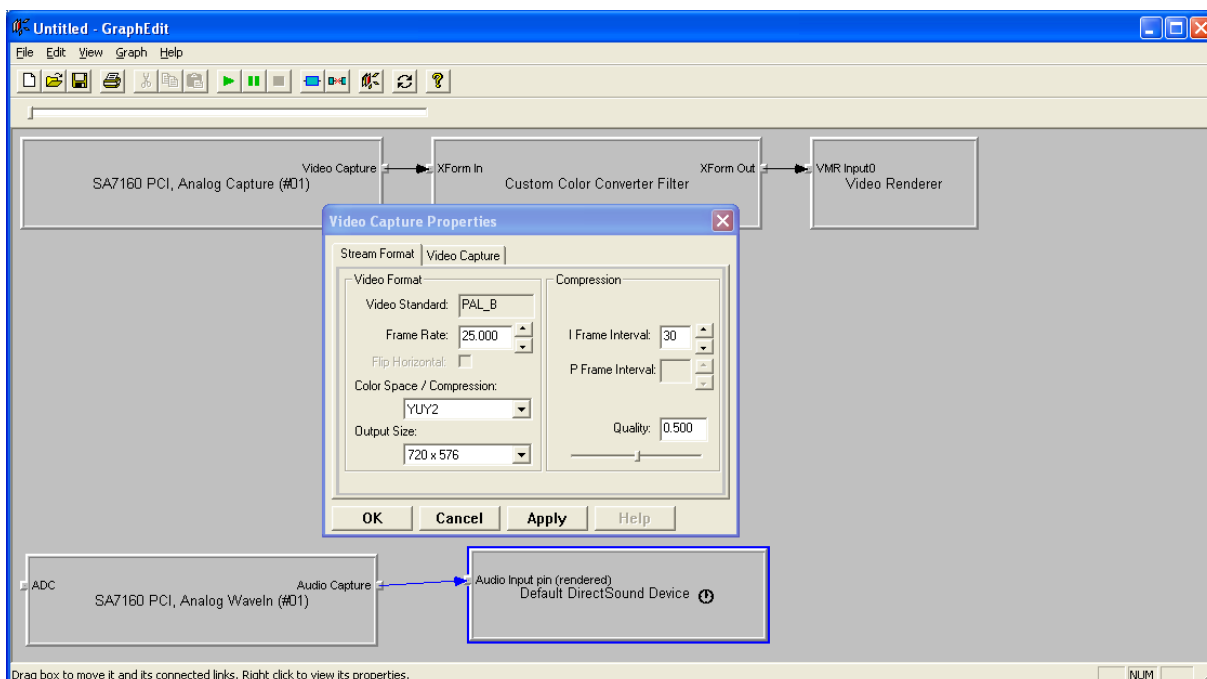 Untitled - GraphEdit
File Edit View Graph Help
Video Capture
XForm In
XForm Out
VMR Input0
SA7160 PCI, Analog Capture (#01)
Custom Color Converter Filter
Video Renderer
Video Capture Properties
Stream Format
Video Capture
Video Format
Compression
Video Standard: PAL_B
Frame Rate: 25.000
I Frame Interval: 30
Flip Horizontal:
P Frame Interval:
Color Space / Compression:
YUY2
Output Size:
Quality: 0.500
720 x 576
OK Cancel Apply Help
ADC
Audio Capture
Audio Input pin (rendered)
SA7160 PCI, Analog WaveIn (#01)
Default DirectSound Device
Drag box to move it and its connected links. Right click to view its properties.
NUM